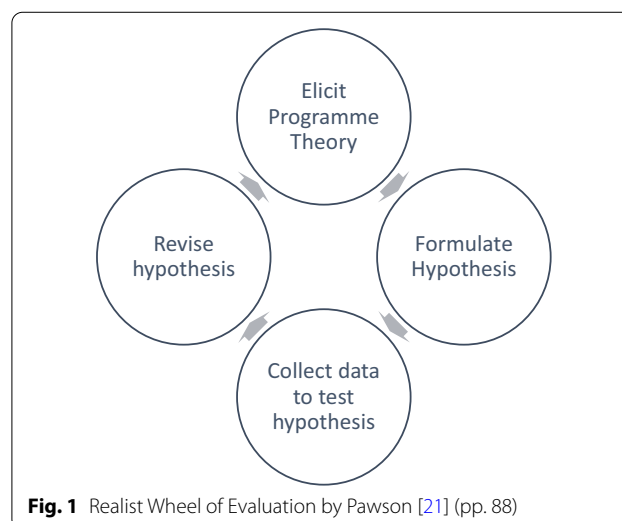 Elicit
Programme
Theory
Revise
hypothesis
Formulate
Hypothesis
Collect data
to test
hypothesis
Fig. 1 Realist Wheel of Evaluation by Pawson [21] (pp. 88)